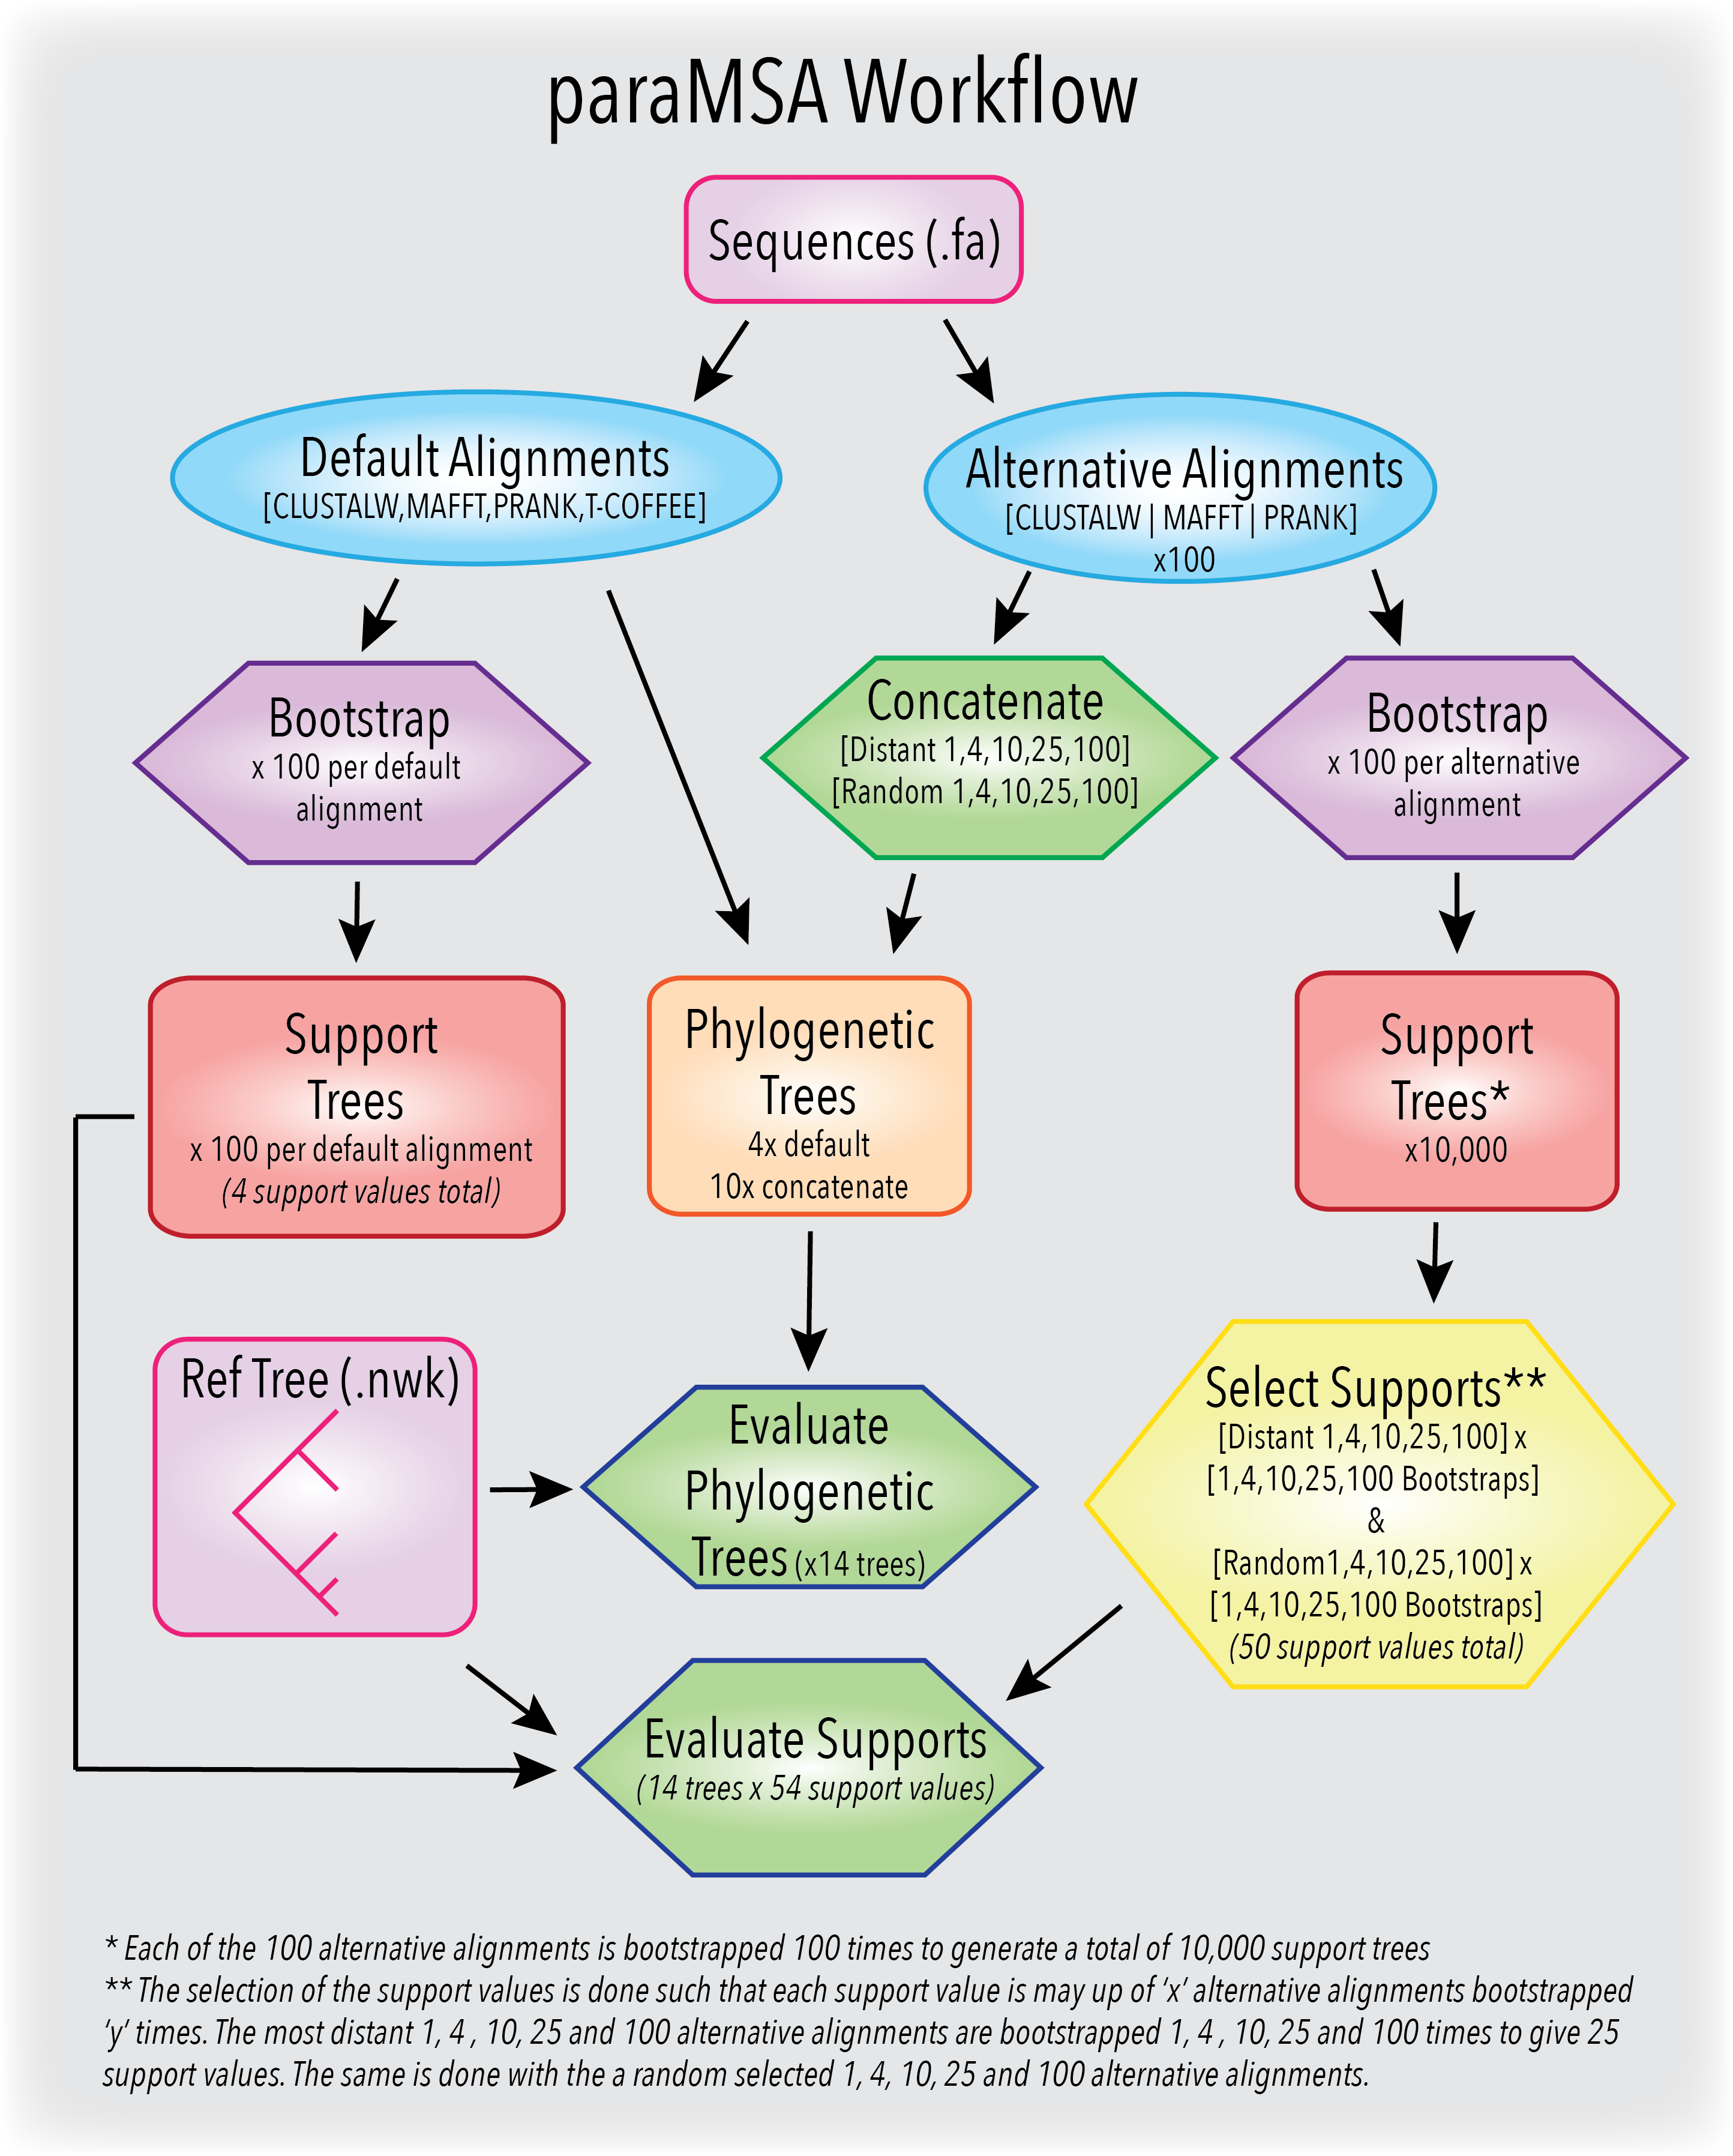 paraMSA Workflow
Sequences (.fa)
Default Alignments
[CLUSTALW,MAFFT,PRANK,T-COFFEE]
Alternative Alignments
[CLUSTALW | MAFFT | PRANK]
x100
Bootstrap
x 100 per default
alignment
Concatenate
[Distant 1,4,10,25,100]
[Random 1,4,10,25,100]
Bootstrap
x 100 per alternative
alignment
Support
Trees
x 100 per default alignment
(4 support values total)
Phylogenetic
Trees
4x default
10x concatenate
Support
Trees*
x10,000
Ref Tree (.nwk)
Evaluate
Phylogenetic
Trees (x14 trees)
Select Supports**
[Distant 1,4,10,25,100] x
[1,4,10,25,100 Bootstraps]
&
[Random1,4,10,25,100] x
[1,4,10,25,100 Bootstraps]
(50 support values total)
Evaluate Supports
(14 trees x 54 support values)
* Each of the 100 alternative alignments is bootstrapped 100 times to generate a total of 10,000 support trees
** The selection of the support values is done such that each support value is may up of ‘x’ alternative alignments bootstrapped
‘y’ times. The most distant 1, 4 , 10, 25 and 100 alternative alignments are bootstrapped 1, 4 , 10, 25 and 100 times to give 25
support values. The same is done with the a random selected 1, 4, 10, 25 and 100 alternative alignments.